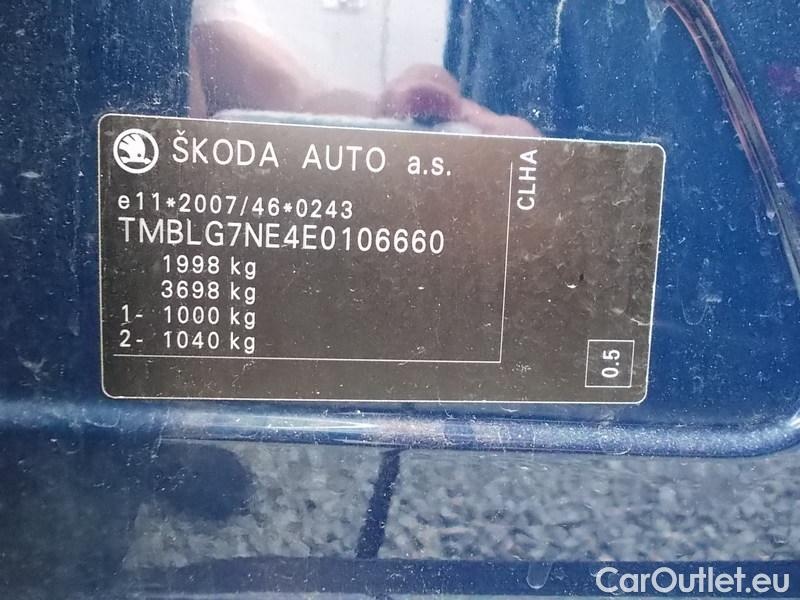 ŠKODA AUTO a.s.
e11*2007/46*0243
TMBLG7NE4E0106660
1998 kg
3698 kg
1- 1000 kg
2- 1040 kg
CLHA
0.5
CarOutlet.eu